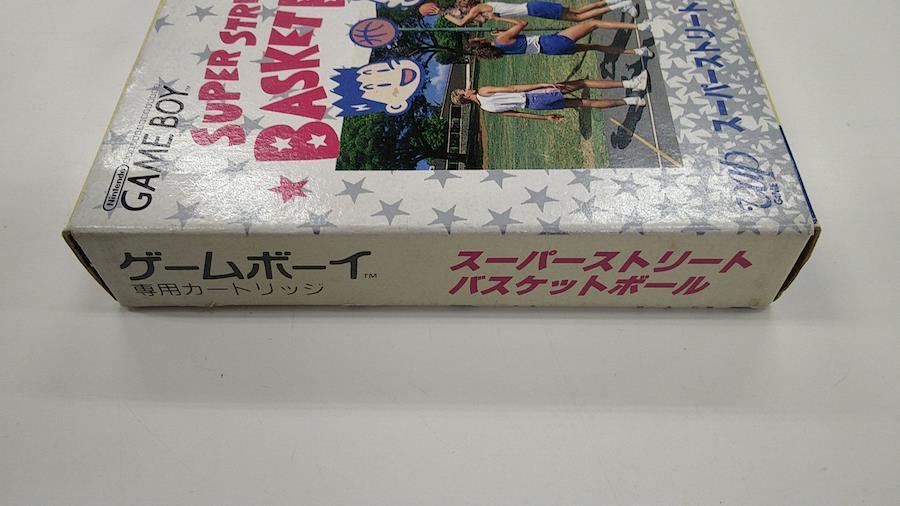 SUPER STR
BASKET
Nintendo
GAME BOY
TM
スーパーストリート
ゲームボーイ
TM
専用カートリッジ
スーパーストリート
バスケットボール